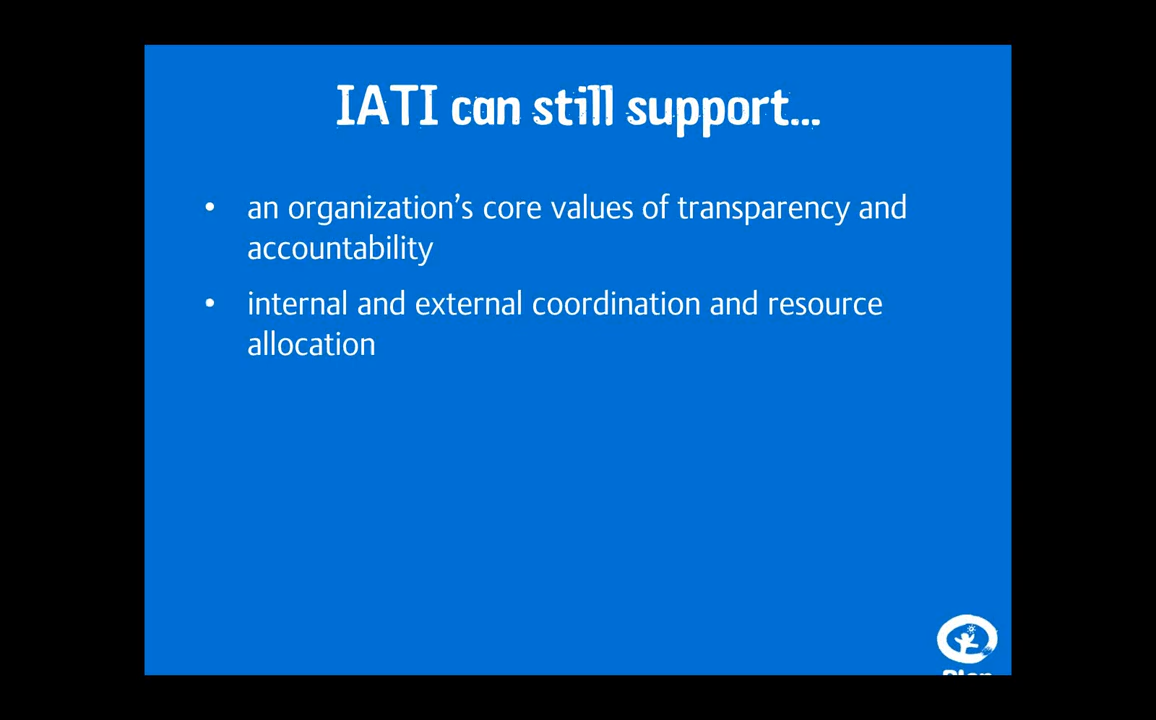 IATI can still support...
• an organization’s core values of transparency and
accountability
• internal and external coordination and resource
allocation